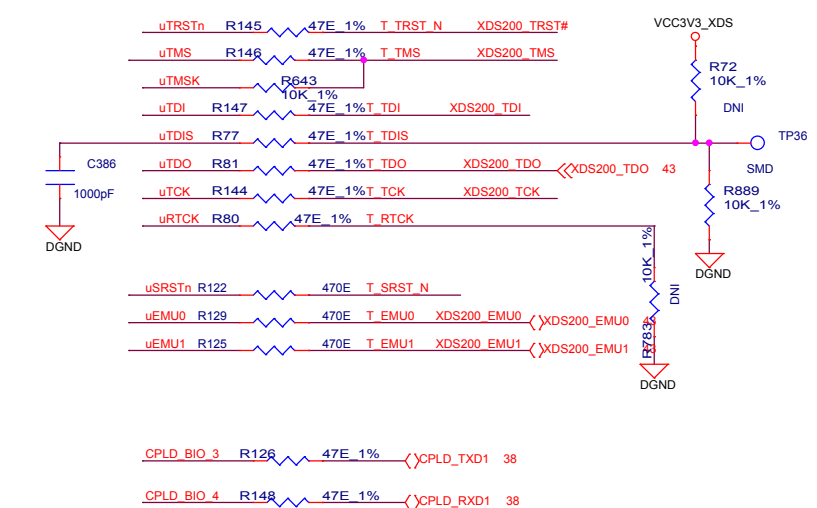 uTRSTn R145 47E_1% T_TRST_N XDS200_TRST#
VCC3V3_XDS
uTMS R146 47E_1% T_TMS XDS200_TMS
R72
10K_1%
DNI
uTMSK R643
10K_1%
uTDI R147 47E_1% T_TDI XDS200_TDI
uTDIS R77 47E_1% T_TDIS
TP36
SMD
C386
1000pF
DGND
uTDO R81 47E_1% T_TDO XDS200_TDO XDS200_TDO 43
uTCK R144 47E_1% T_TCK XDS200_TCK
R889
10K_1%
DGND
uRTCK R80 47E_1% T_RTCK
10K_1%
DNI
R783
DGND
uSRSTn R122 470E T_SRST_N
uEMU0 R129 470E T_EMU0 XDS200_EMU0 XDS200_EMU0
uEMU1 R125 470E T_EMU1 XDS200_EMU1 XDS200_EMU1
CPLD_BIO_3 R126 47E_1% CPLD_TXD1 38
CPLD_BIO_4 R148 47E_1% CPLD_RXD1 38